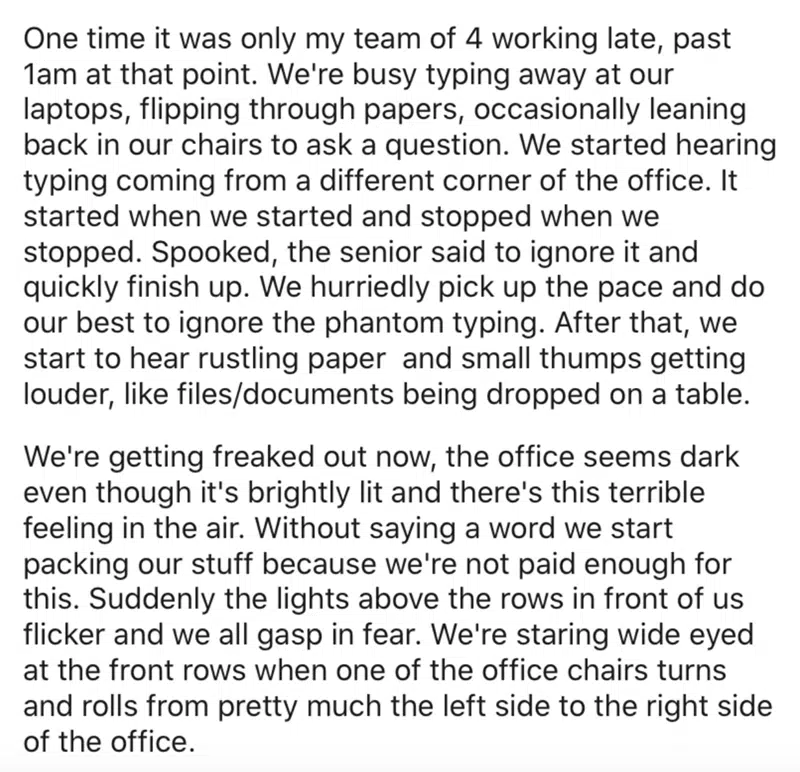 One time it was only my team of 4 working late, past
1am at that point. We're busy typing away at our
laptops, flipping through papers, occasionally leaning
back in our chairs to ask a question. We started hearing
typing coming from a different corner of the office. It
started when we started and stopped when we
stopped. Spooked, the senior said to ignore it and
quickly finish up. We hurriedly pick up the pace and do
our best to ignore the phantom typing. After that, we
start to hear rustling paper  and small thumps getting
louder, like files/documents being dropped on a table.
We're getting freaked out now, the office seems dark
even though it's brightly lit and there's this terrible
feeling in the air. Without saying a word we start
packing our stuff because we're not paid enough for
this. Suddenly the lights above the rows in front of us
flicker and we all gasp in fear. We're staring wide eyed
at the front rows when one of the office chairs turns
and rolls from pretty much the left side to the right side
of the office.